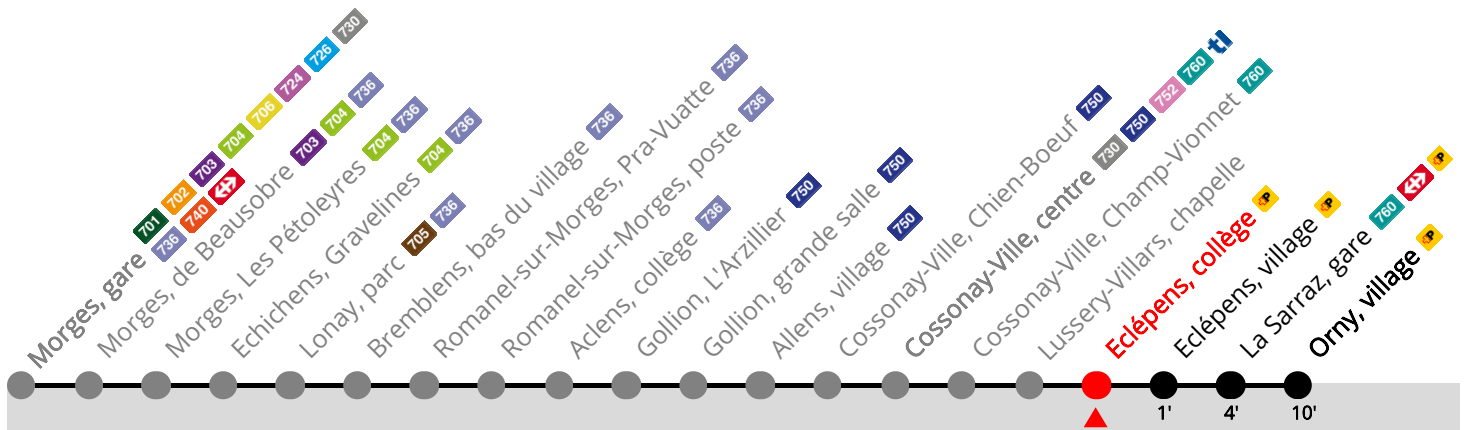 Morges, gare 701 702 703 704 706 724 726 730
736 740
Morges, de Beausobre 703 704 736
Morges, Les Pétoleyres 704 736
Echichens, Gravelines 704 736
Lonay, parc 705 736
Bremblens, bas du village 736
Romanel-sur-Morges, Pra-Vuatte 736
Romanel-sur-Morges, poste 736
Aclens, collège 736
Gollion, L'Arzillier 750
Gollion, grande salle 750
Allens, village 750
Cossonay-Ville, Chien-Boeuf 750
Cossonay-Ville, centre 730 750 752 760 tl
Cossonay-Ville, Champ-Vionnet 760
Lussery-Villars, chapelle
Eclépens, collège P
Eclépens, village P
La Sarraz, gare 760 P
Orny, village P
1' 4' 10'